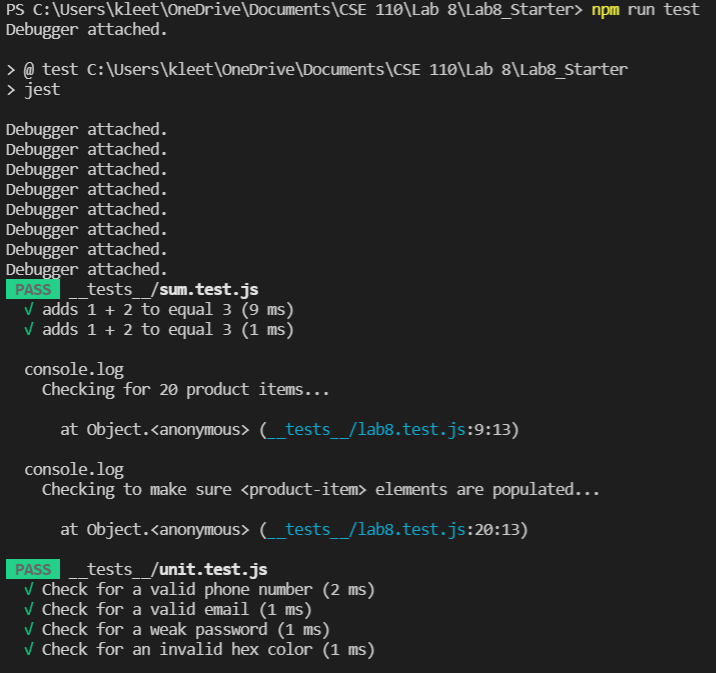 PS C:\Users\kleet\OneDrive\Documents\CSE 110\Lab 8\Lab8_Starter> npm run test
Debugger attached.
> @ test C:\Users\kleet\OneDrive\Documents\CSE 110\Lab 8\Lab8_Starter
> jest
Debugger attached.
Debugger attached.
Debugger attached.
Debugger attached.
Debugger attached.
Debugger attached.
Debugger attached.
Debugger attached.
PASS __tests__/sum.test.js
√ adds 1 + 2 to equal 3 (9 ms)
√ adds 1 + 2 to equal 3 (1 ms)
console.log
Checking for 20 product items...
at Object.<anonymous> (__tests__/lab8.test.js:9:13)
console.log
Checking to make sure <product-item> elements are populated...
at Object.<anonymous> (__tests__/lab8.test.js:20:13)
PASS __tests__/unit.test.js
√ Check for a valid phone number (2 ms)
√ Check for a valid email (1 ms)
√ Check for a weak password (1 ms)
√ Check for an invalid hex color (1 ms)